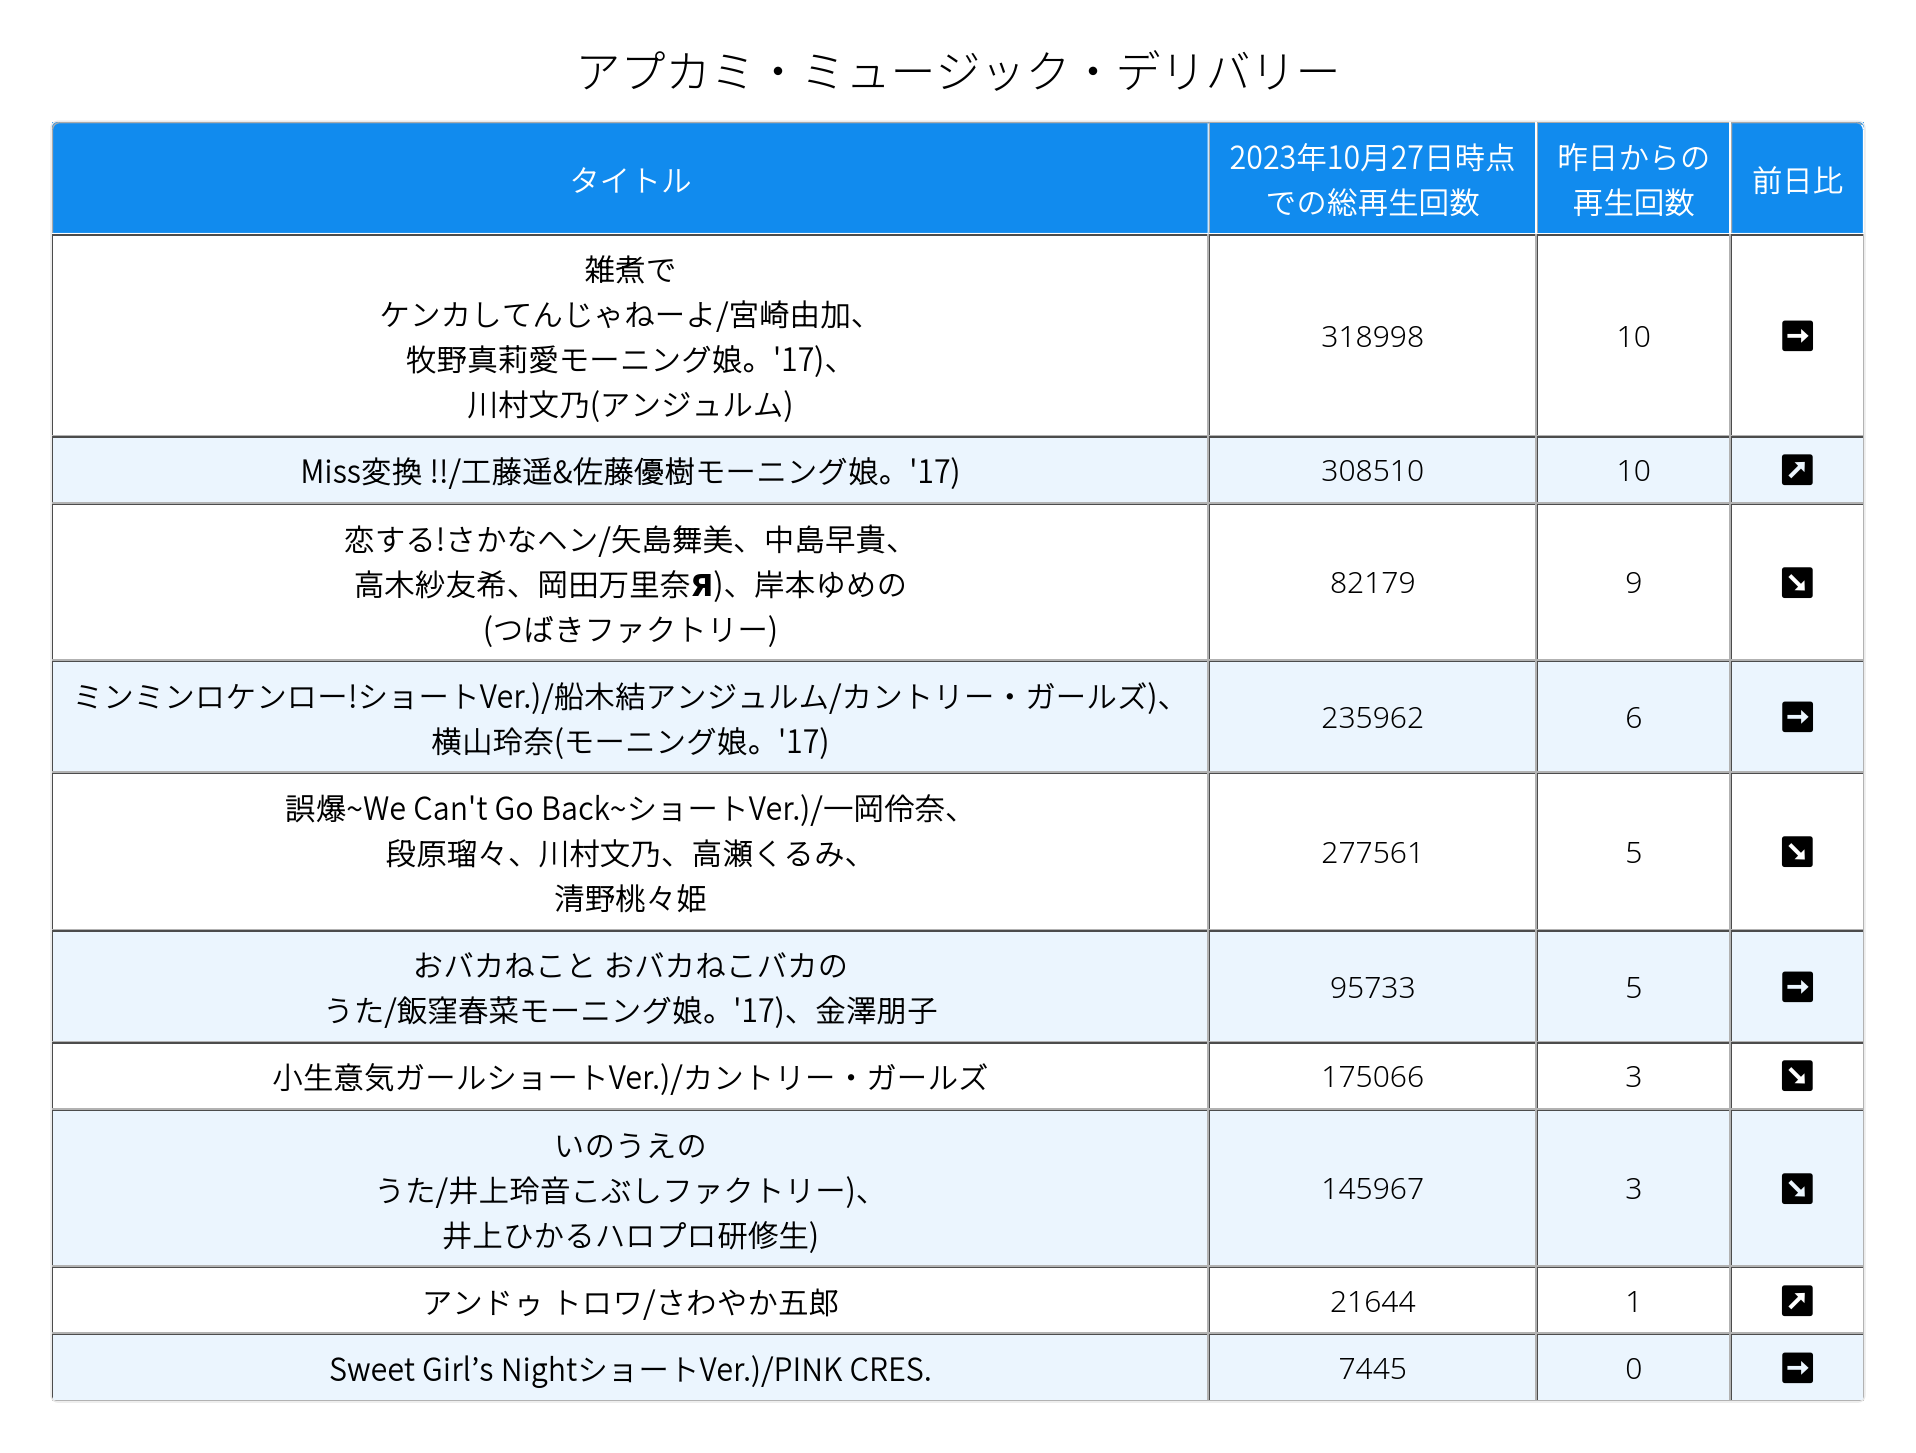 アプカミ・ミュージック・デリバリー
タイトル
2023年10月27日時点
での総再生回数
昨日からの
再生回数
前日比
雑煮で
ケンカしてんじゃねーよ/宮崎由加、
牧野真莉愛モーニング娘。'17)、
川村文乃(アンジュルム)
318998
10
➡
Miss変換 !!/工藤遥&佐藤優樹モーニング娘。'17)
308510
10
↗
恋する!さかなヘン/矢島舞美、中島早貴、
高木紗友希、岡田万里奈Я)、岸本ゆめの
(つばきファクトリー)
82179
9
↘
ミンミンロケンロー!ショートVer.)/船木結アンジュルム/カントリー・ガールズ)、
横山玲奈(モーニング娘。'17)
235962
6
➡
誤爆~We Can't Go Back~ショートVer.)/一岡伶奈、
段原瑠々、川村文乃、高瀬くるみ、
清野桃々姫
277561
5
↘
おバカねこと おバカねこバカの
うた/飯窪春菜モーニング娘。'17)、金澤朋子
95733
5
➡
小生意気ガールショートVer.)/カントリー・ガールズ
175066
3
↘
いのうえの
うた/井上玲音こぶしファクトリー)、
井上ひかるハロプロ研修生)
145967
3
↘
アンドゥ トロワ/さわやか五郎
21644
1
↗
Sweet Girl’s NightショートVer.)/PINK CRES.
7445
0
➡